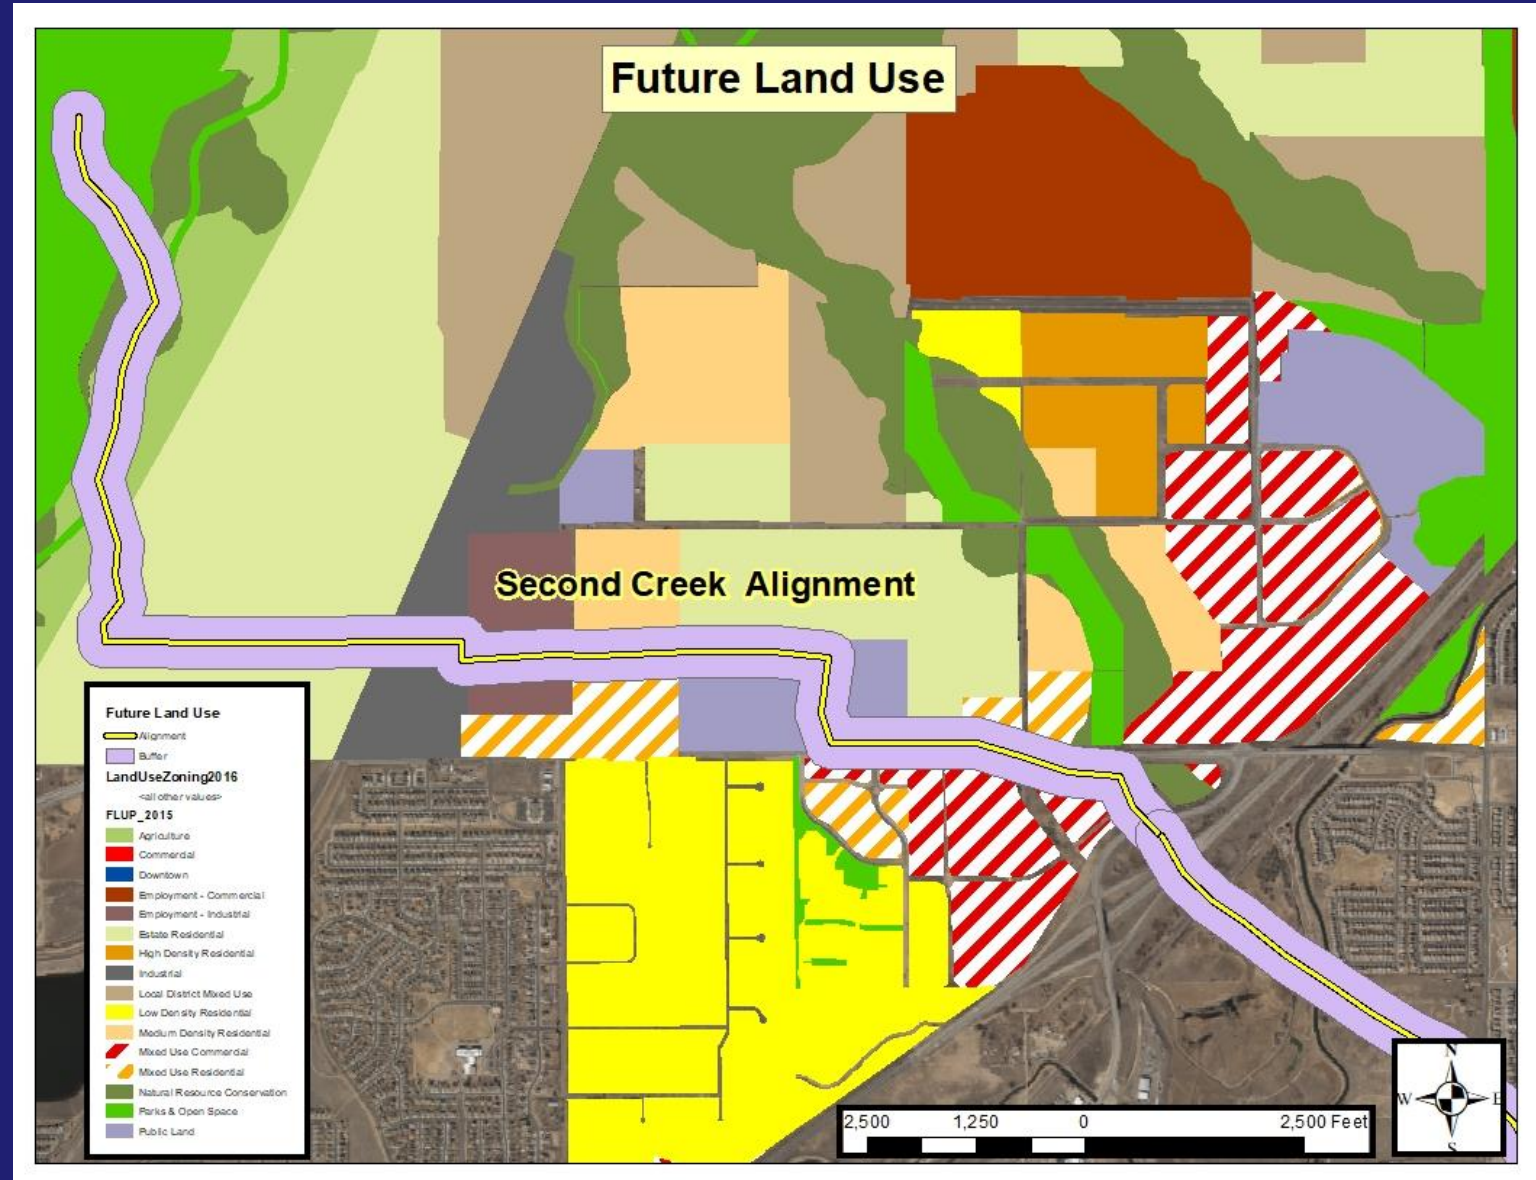 Future Land Use
Second Creek Alignment
Future Land Use
Alignment
Buffer
LandUseZoning2016
<all other values>
FLUP_2015
Agriculture
Commercial
Downtown
Employment - Commercial
Employment - Industrial
Estate Residential
High Density Residential
Industrial
Local District Mixed Use
Low Density Residential
Medium Density Residential
Mixed Use Commercial
Mixed Use Residential
Natural Resource Conservation
Parks & Open Space
Public Land
2,500 1,250 0 2,500 Feet
N
W E
S